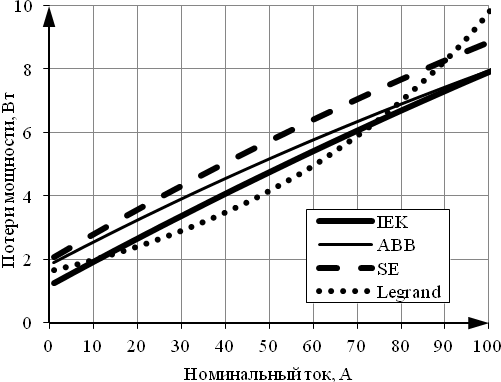 Потери мощности, Вт
10
8
6
4
2
0
0 10 20 30 40 50 60 70 80 90 100
Номинальный ток, А
IEK
ABB
SE
Legrand